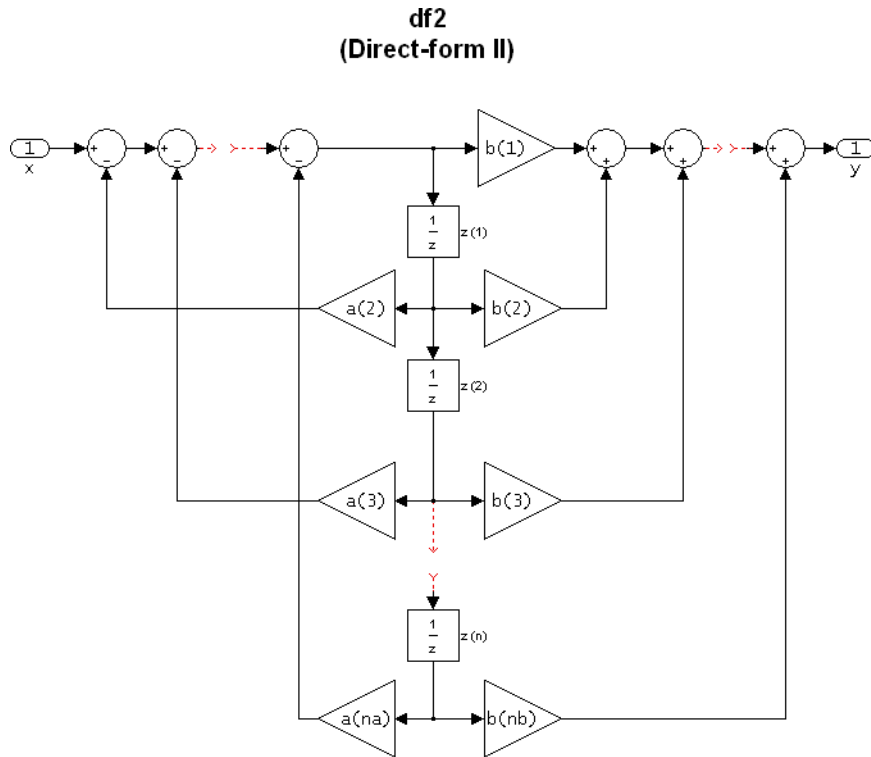 df2
(Direct-form II)
1
x
+
−
+
−
+
−
b(1)
+
+
+
+
+
+
1
y
1
z
z(1)
a(2)
b(2)
1
z
z(2)
a(3)
b(3)
1
z
z(n)
a(na)
b(nb)